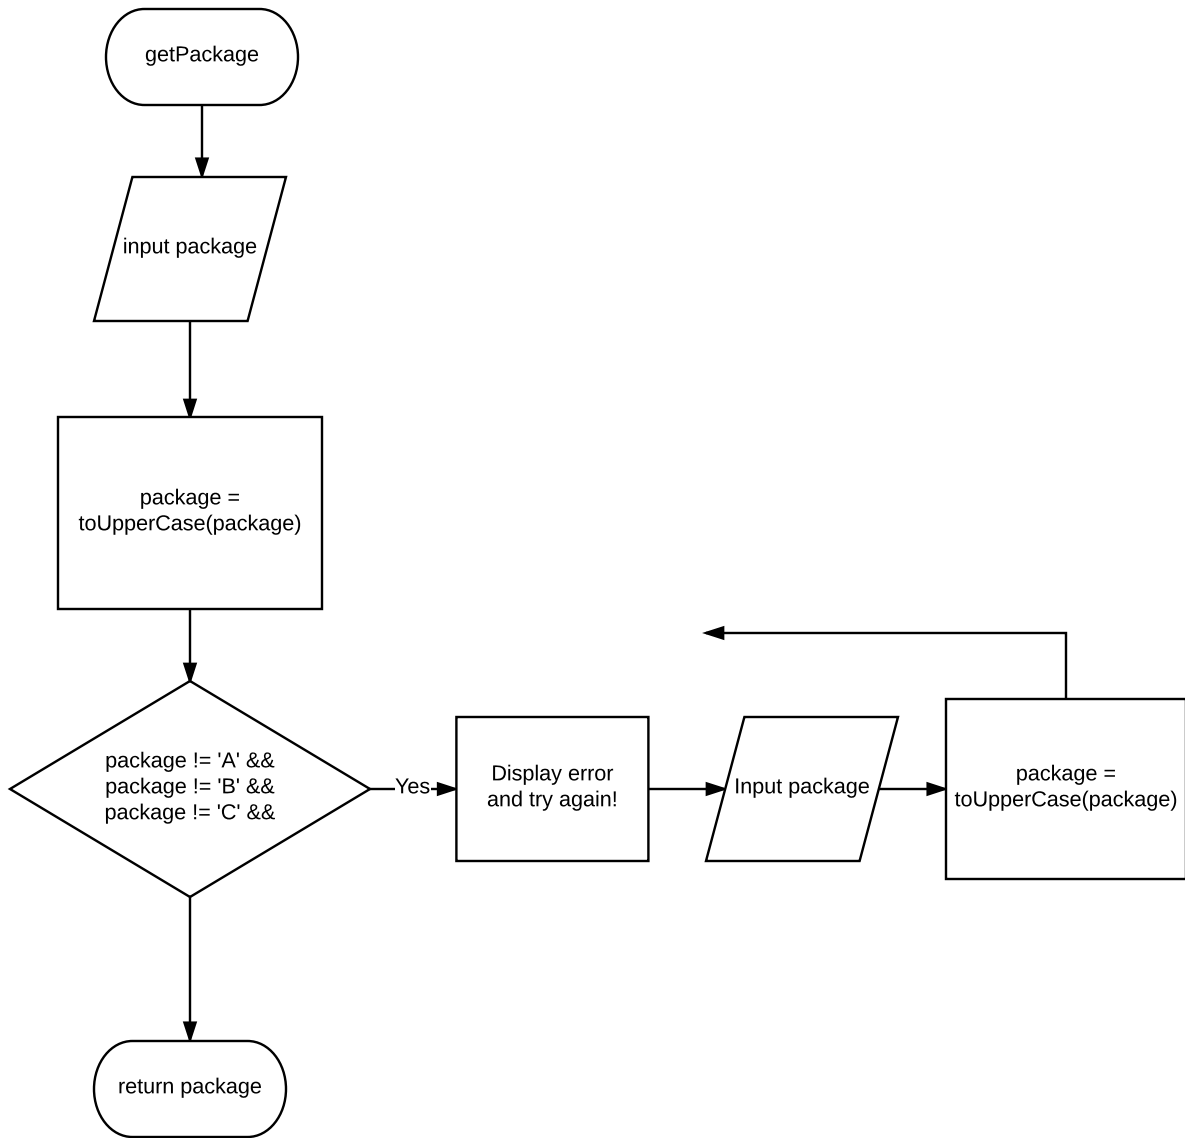 getPackage
input package
package =
toUpperCase(package)
package != 'A' &&
package != 'B' &&
package != 'C' &&
Yes
Display error
and try again!
Input package
package =
toUpperCase(package)
return package